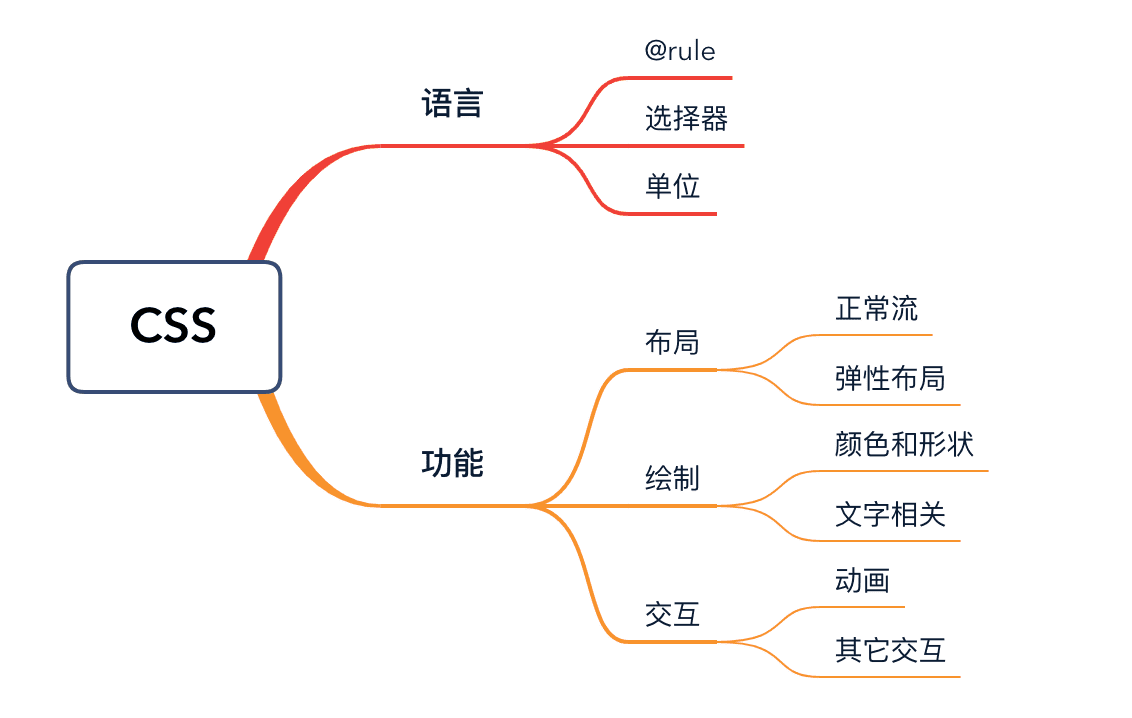 CSS
语言
@rule
选择器
单位
功能
布局
正常流
弹性布局
绘制
颜色和形状
文字相关
交互
动画
其它交互